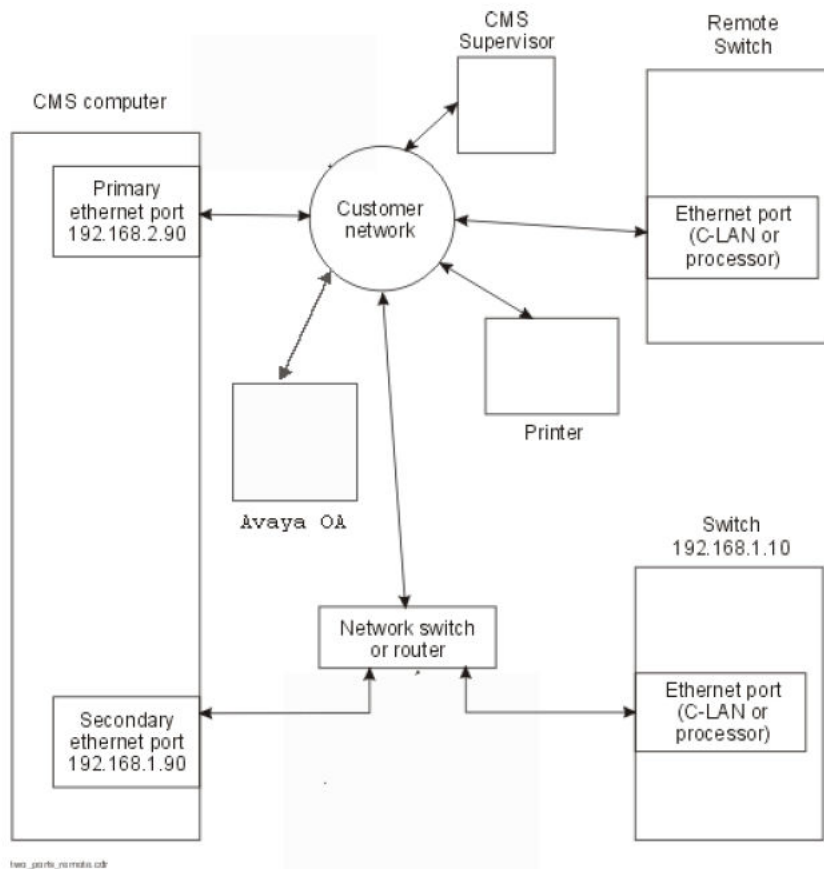 CMS
Supervisor
Remote
Switch
CMS computer
Primary
ethernet port
192.168.2.90
Customer
network
Ethernet port
(C-LAN or
processor)
Printer
Avaya OA
Switch
192.168.1.10
Network switch
or router
Ethernet port
(C-LAN or
processor)
Secondary
ethernet port
192.168.1.90
two_ports_remote.cdr